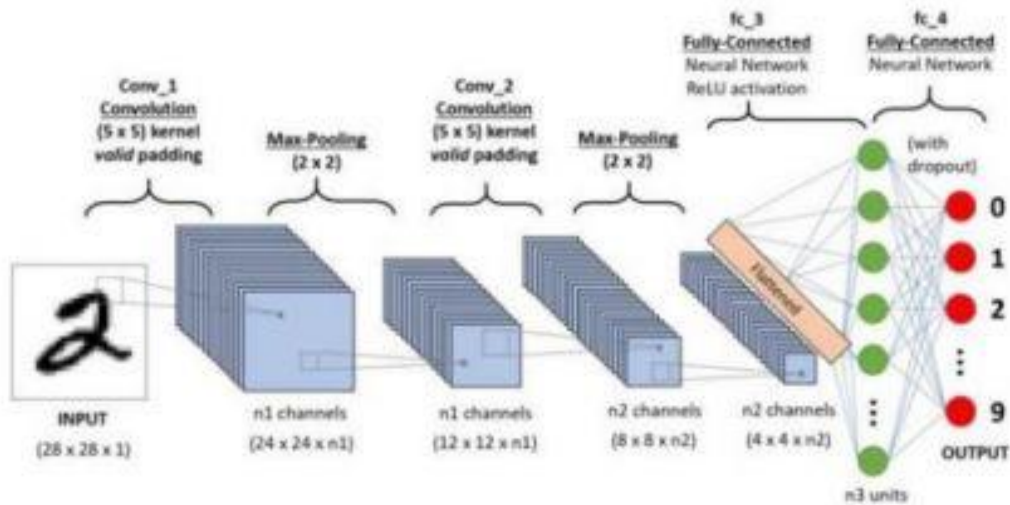 Conv_1
Convolution
(5 x 5) kernel
valid padding
Max-Pooling
(2 x 2)
Conv_2
Convolution
(5 x 5) kernel
valid padding
Max-Pooling
(2 x 2)
fc_3
Fully-Connected
Neural Network
ReLU activation
fc_4
Fully-Connected
Neural Network
(with
dropout)
2
Flattened
0
1
2
9
INPUT
(28 x 28 x 1)
n1 channels
(24 x 24 x n1)
n1 channels
(12 x 12 x n1)
n2 channels
(8 x 8 x n2)
n2 channels
(4 x 4 x n2)
OUTPUT
n3 units